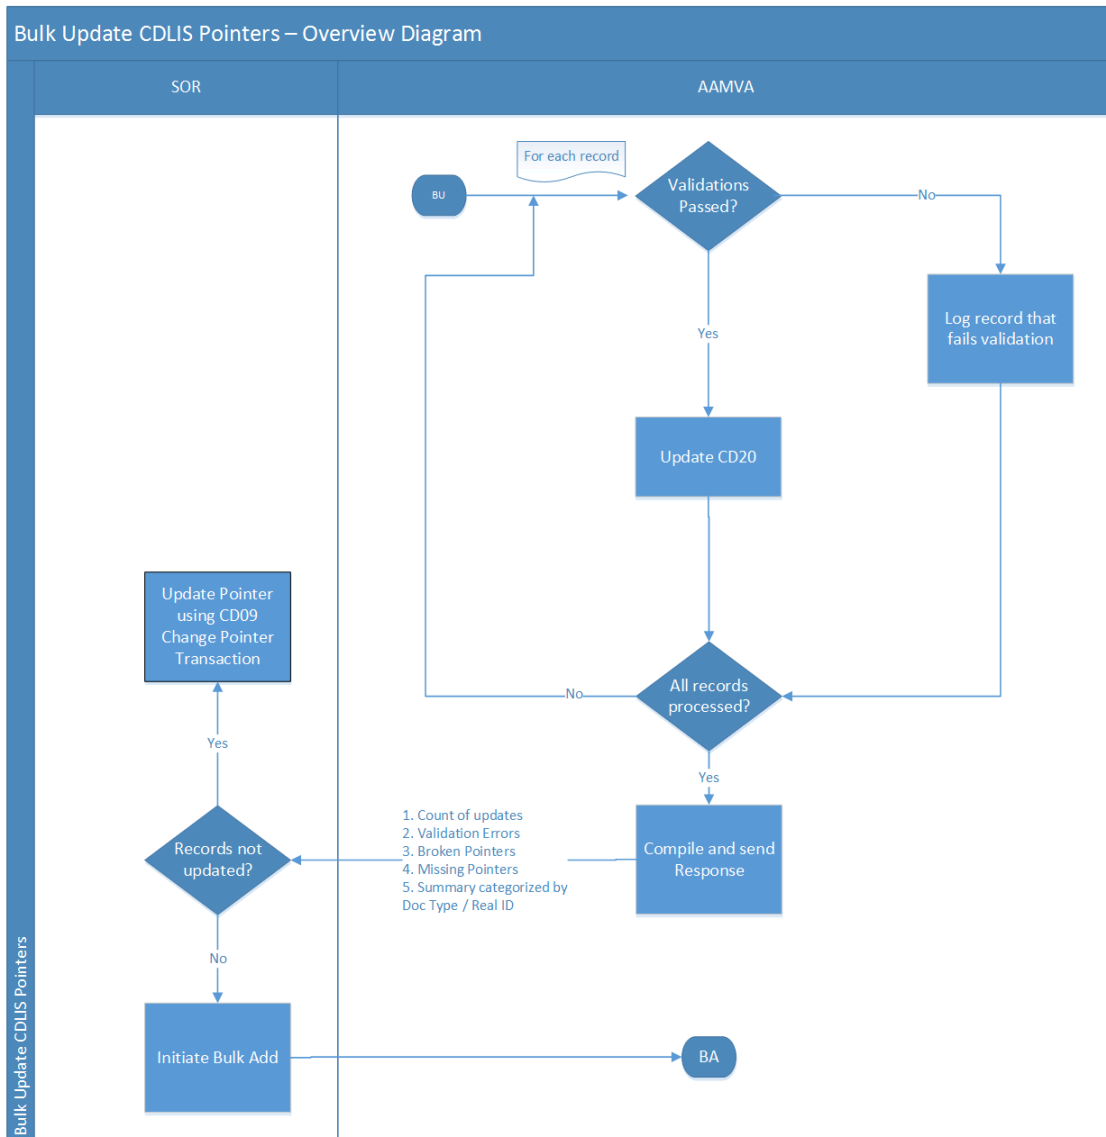 Bulk Update CDLIS Pointers – Overview Diagram
SOR
AAMVA
For each record
BU
Validations
Passed?
No
Log record that
fails validation
Yes
Update CD20
Update Pointer
using CD09
Change Pointer
Transaction
All records
processed?
No
Yes
Yes
1. Count of updates
2. Validation Errors
3. Broken Pointers
4. Missing Pointers
5. Summary categorized by
Doc Type / Real ID
Compile and send
Response
Records not
updated?
No
Initiate Bulk Add
BA
Bulk Update CDLIS Pointers